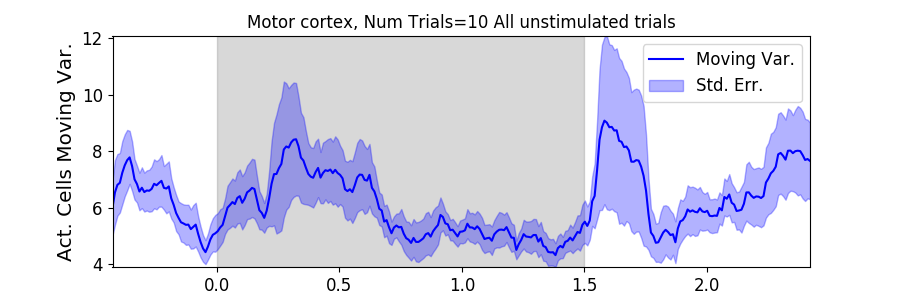 Motor cortex, Num Trials=10 All unstimulated trials
Act. Cells Moving Var.
12
10
8
6
4
Moving Var.
Std. Err.
0.0 0.5 1.0 1.5 2.0